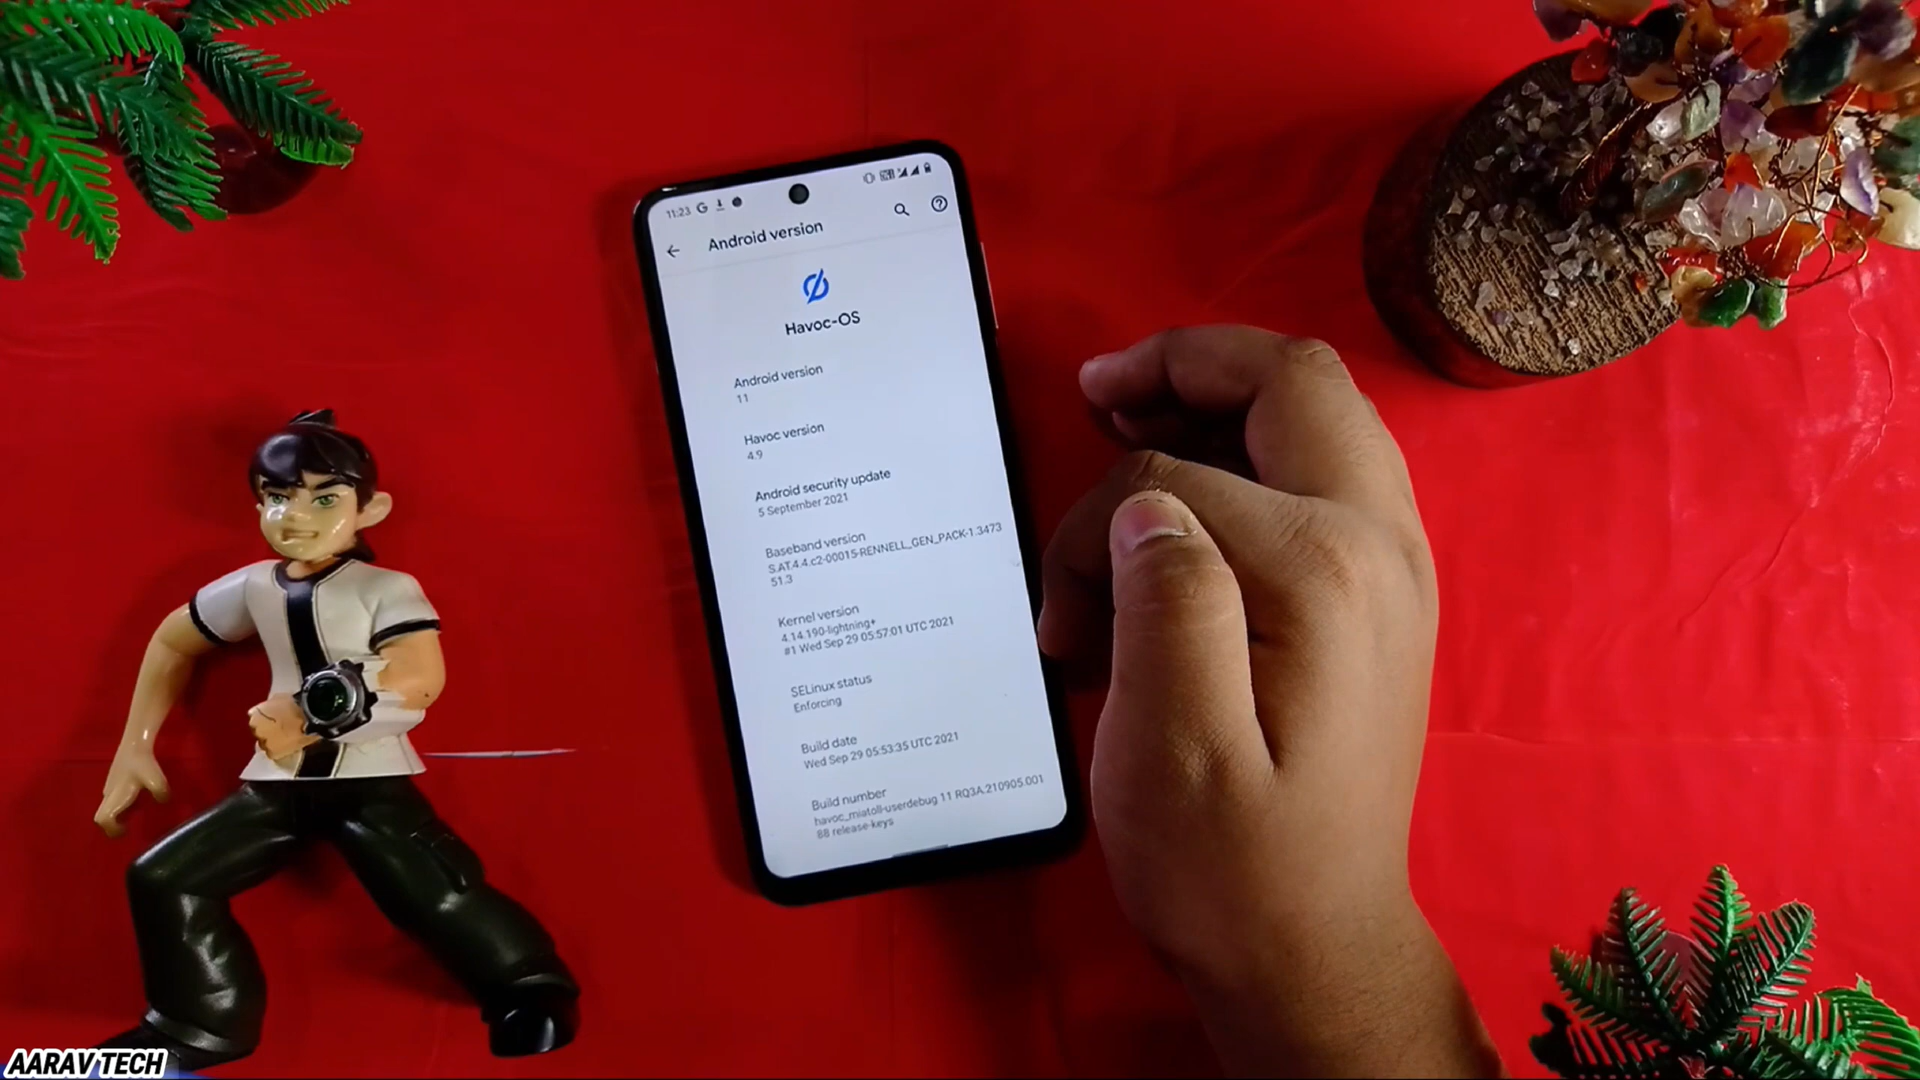 11:23
Android version
Havoc-OS
Android version
11
Havoc version
4.9
Android security update
5 September 2021
Baseband version
S.AT.4.4.c2-00015-RENNELL_GEN_PACK-1.3473
51.3
Kernel version
4.14.190-lightning+
#1 Wed Sep 29 05:57:01 UTC 2021
SELinux status
Enforcing
Build date
Wed Sep 29 05:53:35 UTC 2021
Build number
havoc_miatoll-userdebug 11 RQ3A.210905.001
88 release-keys
AARAV TECH